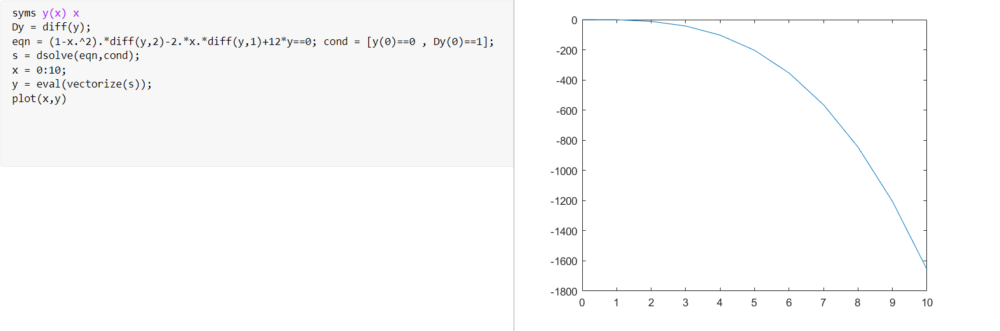 syms y(x) x
Dy = diff(y);
eqn = (1-x.^2).*diff(y,2)-2.*x.*diff(y,1)+12*y==0; cond = [y(0)==0 , Dy(0)==1];
s = dsolve(eqn,cond);
x = 0:10;
y = eval(vectorize(s));
plot(x,y)
0
-200
-400
-600
-800
-1000
-1200
-1400
-1600
-1800
0 1 2 3 4 5 6 7 8 9 10